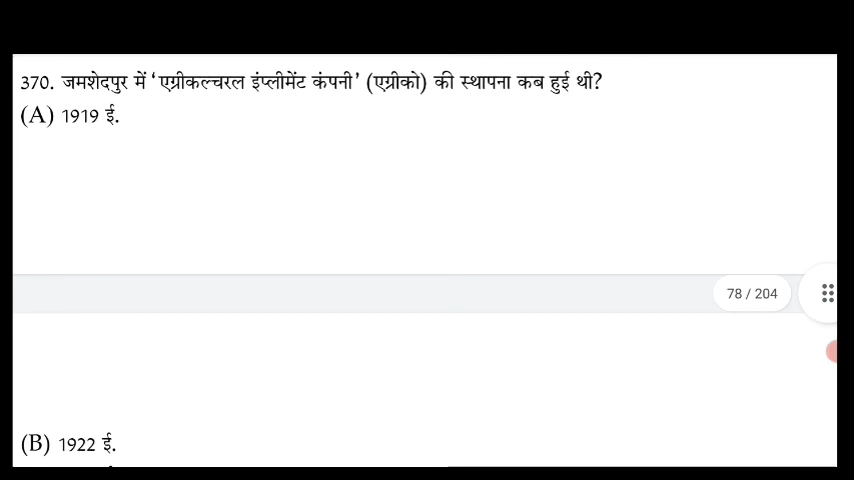 370. जमशेदपुर में ‘एग्रीकल्चरल इंप्लीमेंट कंपनी’ (एग्रीको) की स्थापना कब हुई थी?
(A) 1919 ई.
78 / 204
(B) 1922 ई.